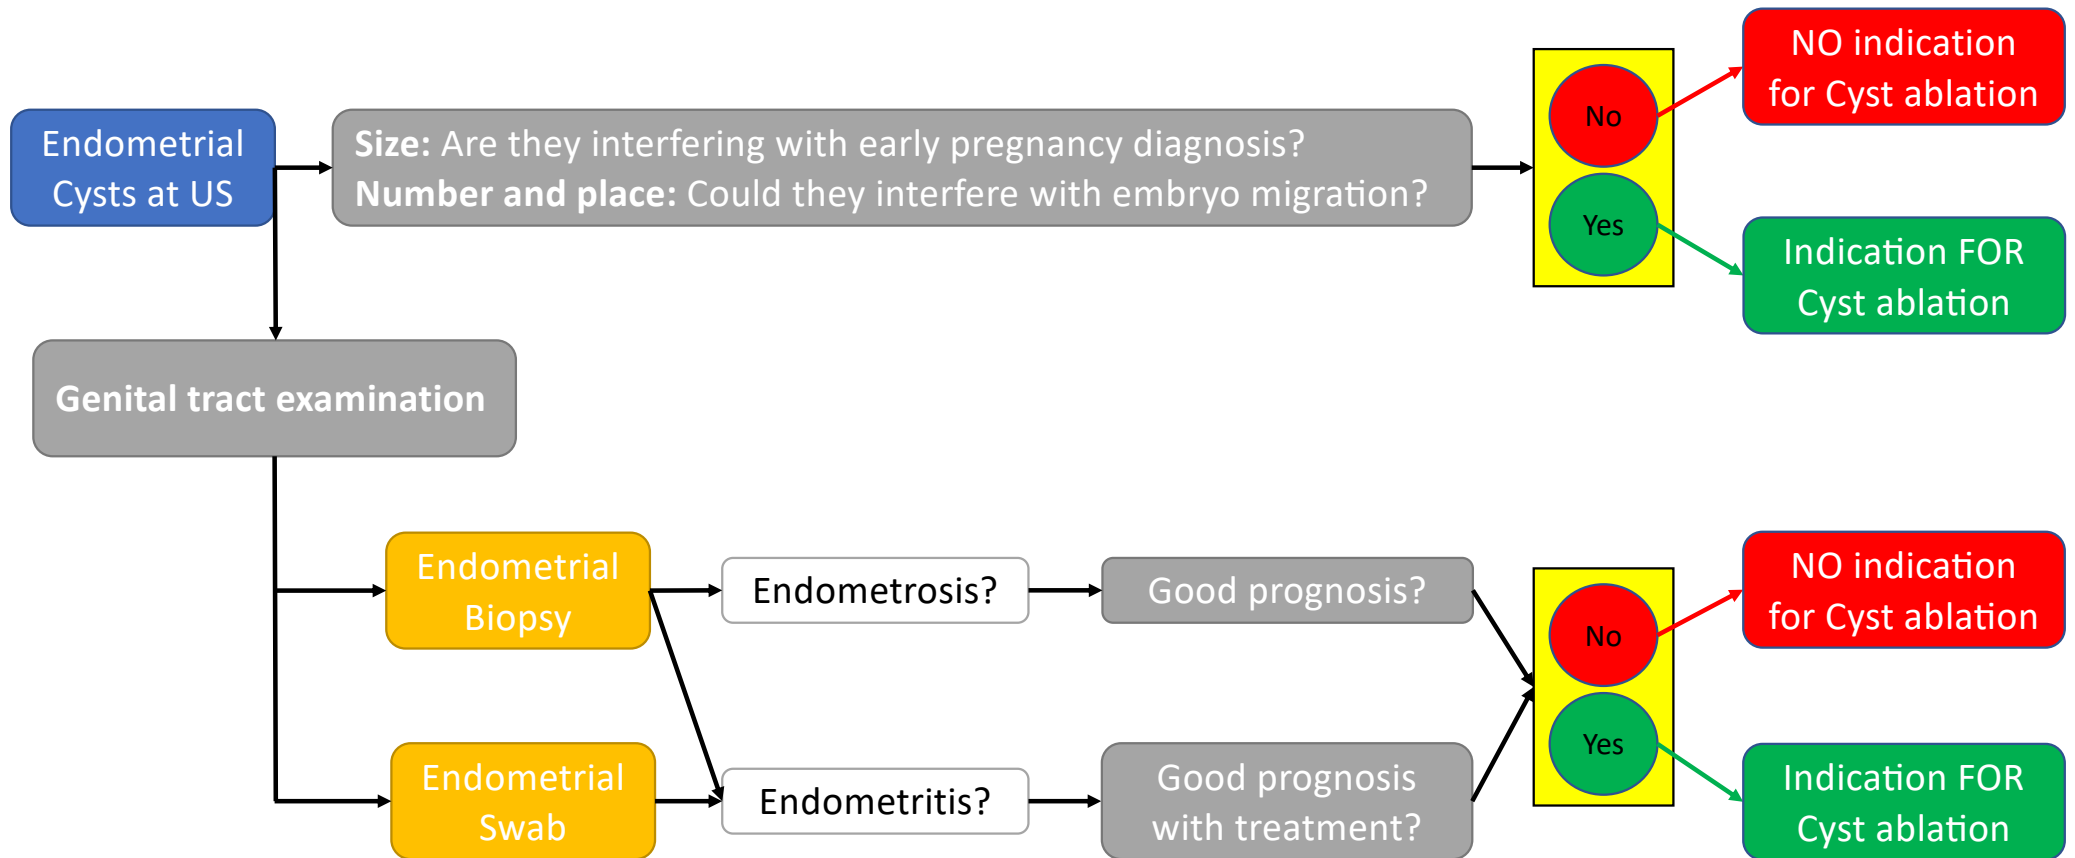 Endometrial
Cysts at US
Size: Are they interfering with early pregnancy diagnosis?
Number and place: Could they interfere with embryo migration?
No
Yes
NO indication
for Cyst ablation
Indication FOR
Cyst ablation
Genital tract examination
Endometrial
Biopsy
Endometrosis?
Good prognosis?
Endometrial
Swab
Endometritis?
Good prognosis
with treatment?
No
Yes
NO indication
for Cyst ablation
Indication FOR
Cyst ablation